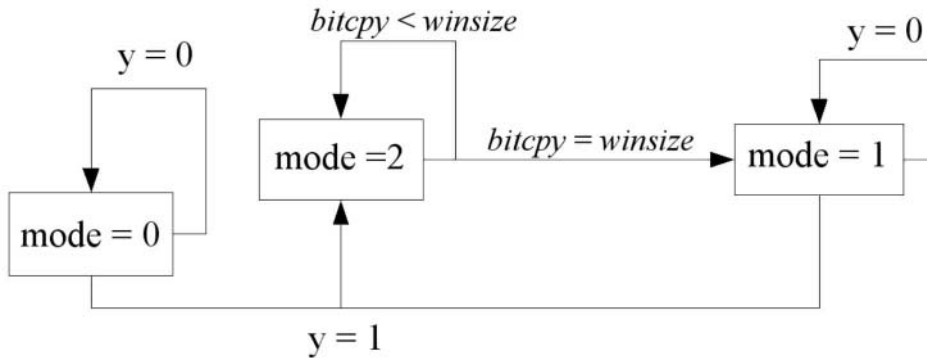 bitcpy < winsize
y = 0
y = 0
mode =2
bitcpy = winsize
mode = 1
mode = 0
y = 1